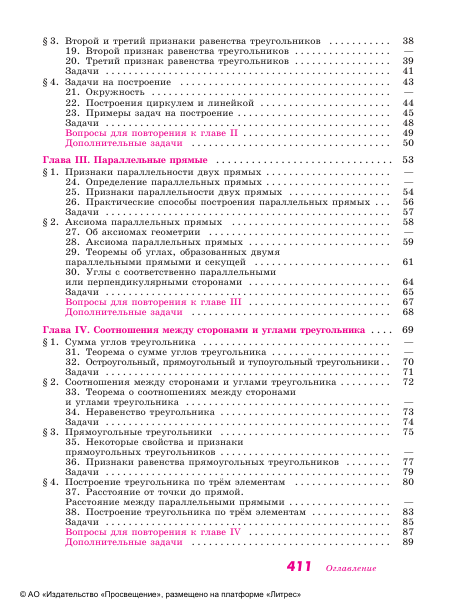 § 3. Второй и третий признаки равенства треугольников ........... 38
19. Второй признак равенства треугольников ................. —
20. Третий признак равенства треугольников ................. 39
Задачи ................................................ 41
§ 4. Задачи на построение ................................... 43
21. Окружность ......................................... —
22. Построения циркулем и линейкой ...................... 44
23. Примеры задач на построение ......................... 45
Задачи ................................................ 48
Вопросы для повторения к главе II ......................... 49
Дополнительные задачи .................................. 50
Глава III. Параллельные прямые ................................ 53
§ 1. Признаки параллельности двух прямых ...................... —
24. Определение параллельных прямых ...................... —
25. Признаки параллельности двух прямых .................. 54
26. Практические способы построения параллельных прямых ... 56
Задачи ................................................ 57
§ 2. Аксиома параллельных прямых ............................ 58
27. Об аксиомах геометрии ................................ —
28. Аксиома параллельных прямых ........................ 59
29. Теоремы об углах, образованных двумя
параллельными прямыми и секущей ....................... 61
30. Углы с соответственно параллельными
или перпендикулярными сторонами ........................ 64
Задачи ................................................ 65
Вопросы для повторения к главе III ........................ 67
Дополнительные задачи .................................. 68
Глава IV. Соотношения между сторонами и углами треугольника .... 69
§ 1. Сумма углов треугольника ................................ —
31. Теорема о сумме углов треугольника .................... —
32. Остроугольный, прямоугольный и тупоугольный треугольники .. 70
Задачи ................................................ 71
§ 2. Соотношения между сторонами и углами треугольника ......... 72
33. Теорема о соотношениях между сторонами
и углами треугольника ................................... —
34. Неравенство треугольника ............................ 73
Задачи ................................................ 74
§ 3. Прямоугольные треугольники ............................. 75
35. Некоторые свойства и признаки
прямоугольных треугольников ............................. —
36. Признаки равенства прямоугольных треугольников ........ 77
Задачи ................................................ 79
§ 4. Построение треугольника по трём элементам ................ 80
37. Расстояние от точки до прямой.
Расстояние между параллельными прямыми ................. —
38. Построение треугольника по трём элементам ............. 83
Задачи ................................................ 85
Вопросы для повторения к главе IV ........................ 87
Дополнительные задачи .................................. 89
411 Оглавление
© АО «Издательство «Просвещение», размещено на платформе «Литрес»